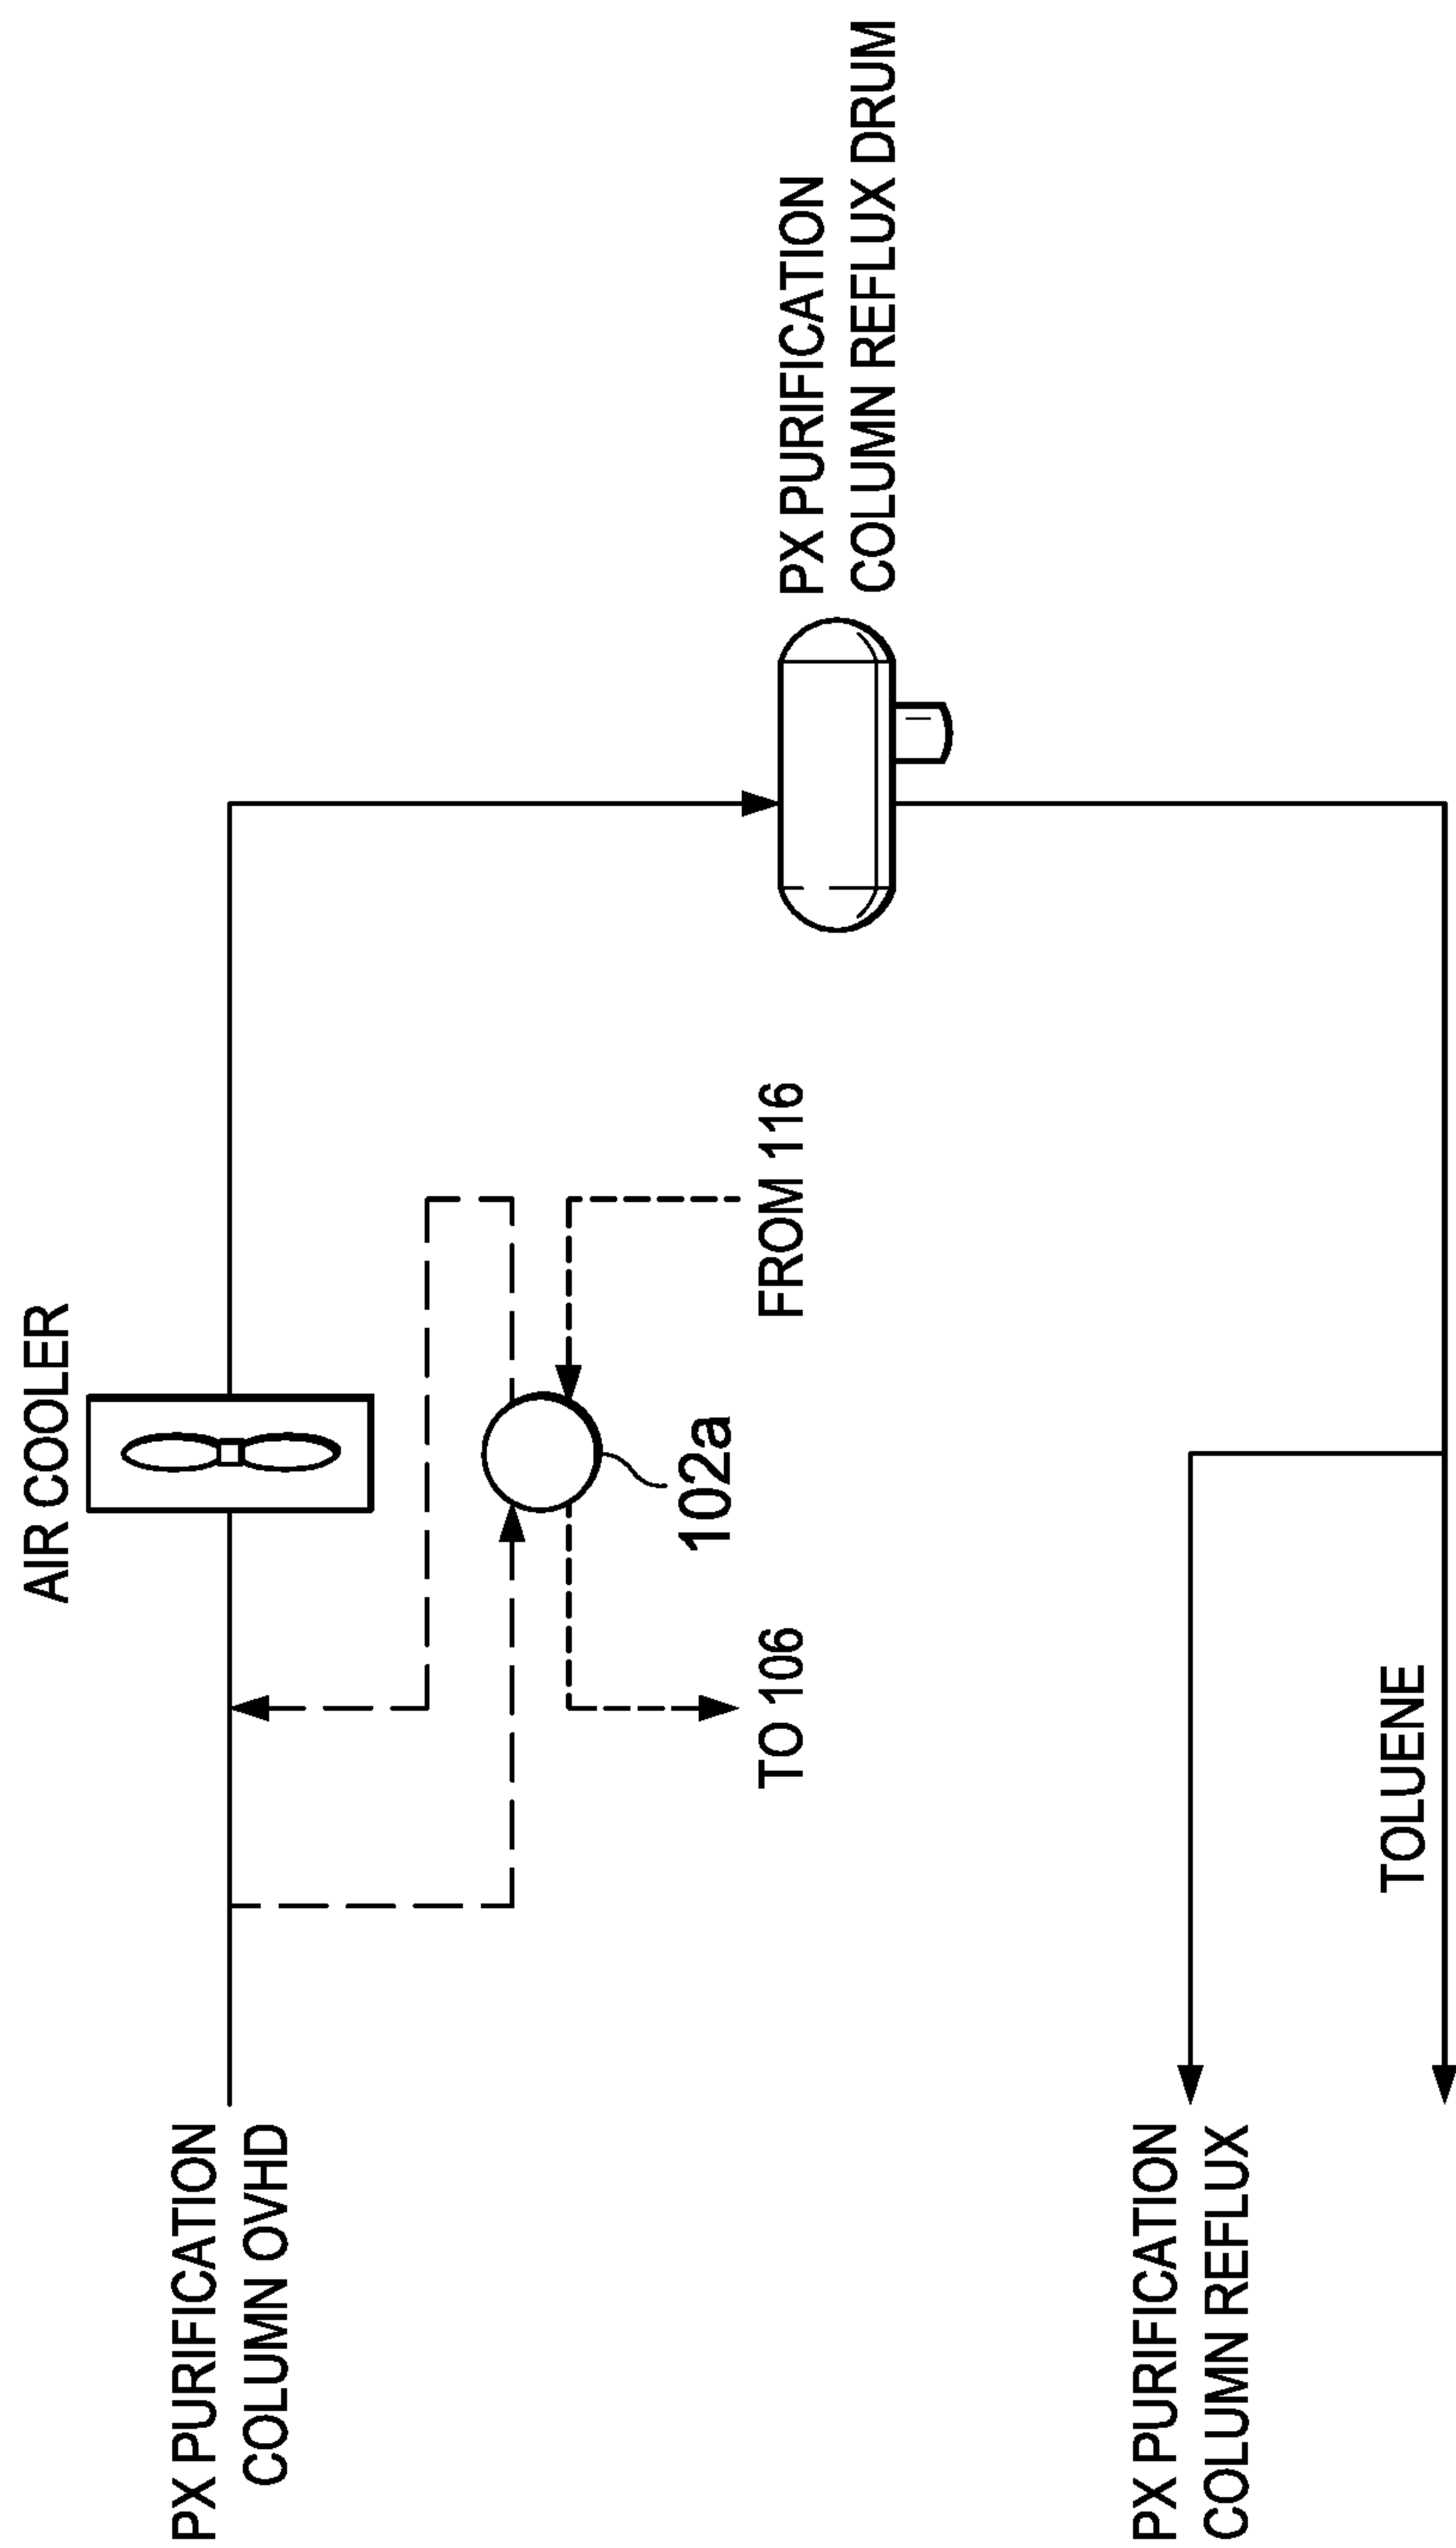 AIR COOLER
PX PURIFICATION
COLUMN OVHD
102a
TO 106
FROM 116
PX PURIFICATION
COLUMN REFLUX DRUM
PX PURIFICATION
COLUMN REFLUX
TOLUENE